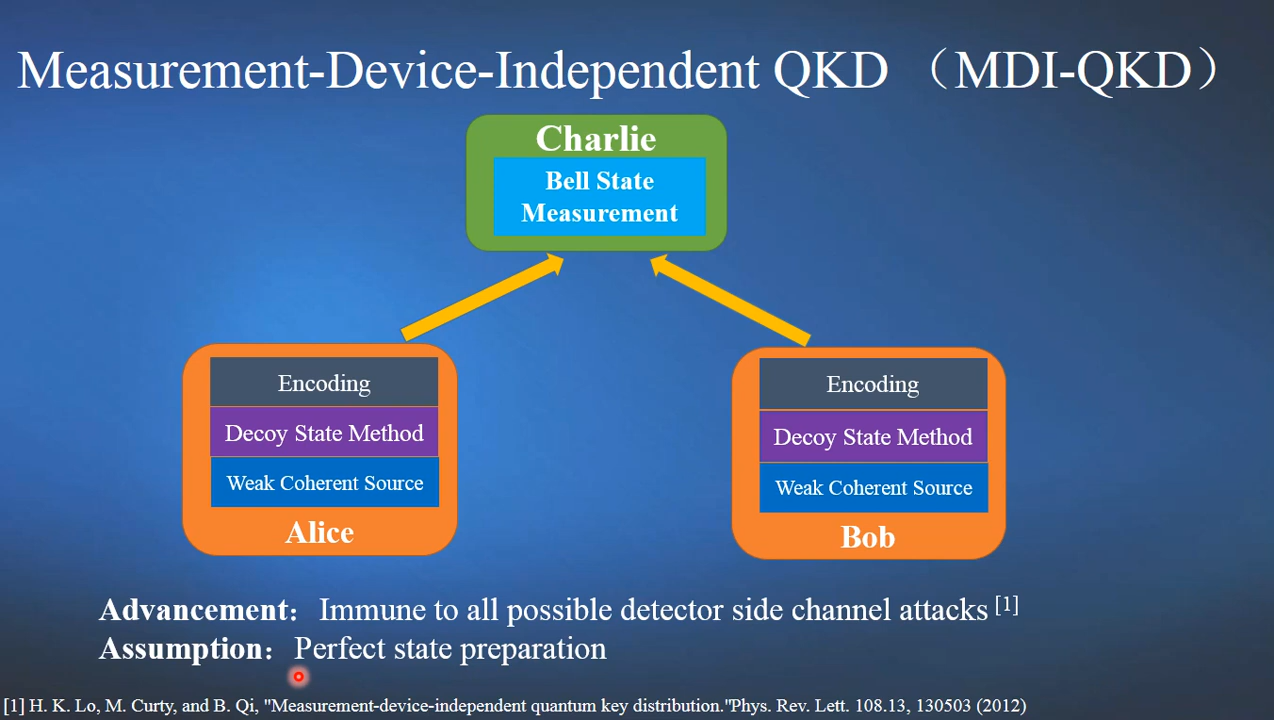 Measurement-Device-Independent QKD （MDI-QKD）
Charlie
Bell State
Measurement
Encoding
Decoy State Method
Weak Coherent Source
Alice
Encoding
Decoy State Method
Weak Coherent Source
Bob
Advancement：Immune to all possible detector side channel attacks [1]
Assumption：Perfect state preparation
[1] H. K. Lo, M. Curty, and B. Qi, "Measurement-device-independent quantum key distribution."Phys. Rev. Lett. 108.13, 130503 (2012)